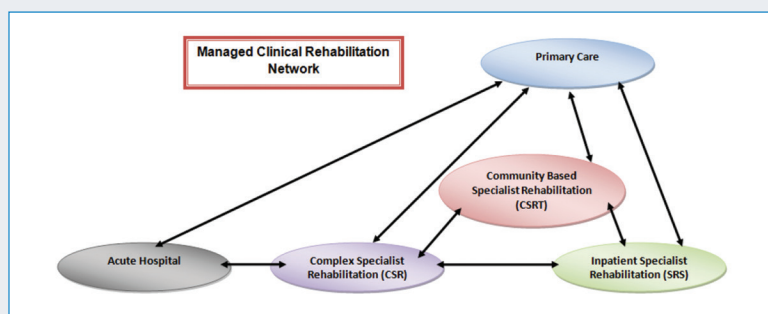 Managed Clinical Rehabilitation
Network
Primary Care
Community Based
Specialist Rehabilitation
(CSRT)
Acute Hospital
Complex Specialist
Rehabilitation (CSR)
Inpatient Specialist
Rehabilitation (SRS)